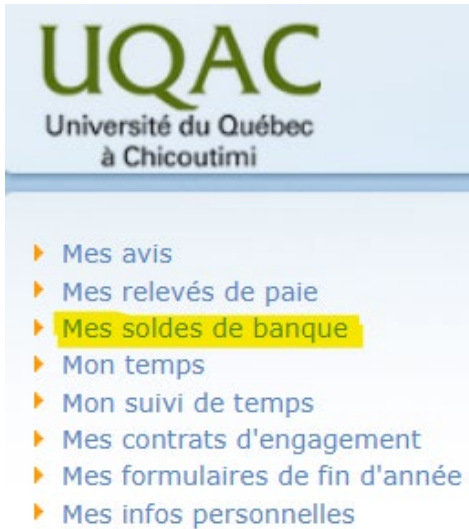 UQAC
Université du Québec
à Chicoutimi
Mes avis
Mes relevés de paie
Mes soldes de banque
Mon temps
Mon suivi de temps
Mes contrats d'engagement
Mes formulaires de fin d'année
Mes infos personnelles